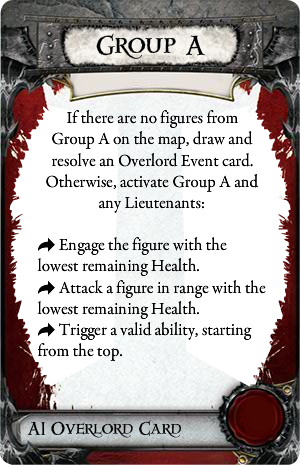 Group A
If there are no figures from
Group A on the map, draw and
resolve an Overlord Event card.
Otherwise, activate Group A and
any Lieutenants:
➦ Engage the figure with the
lowest remaining Health.
➦ Attack a figure in range with the
lowest remaining Health.
➦ Trigger a valid ability, starting
from the top.
AI Overlord Card